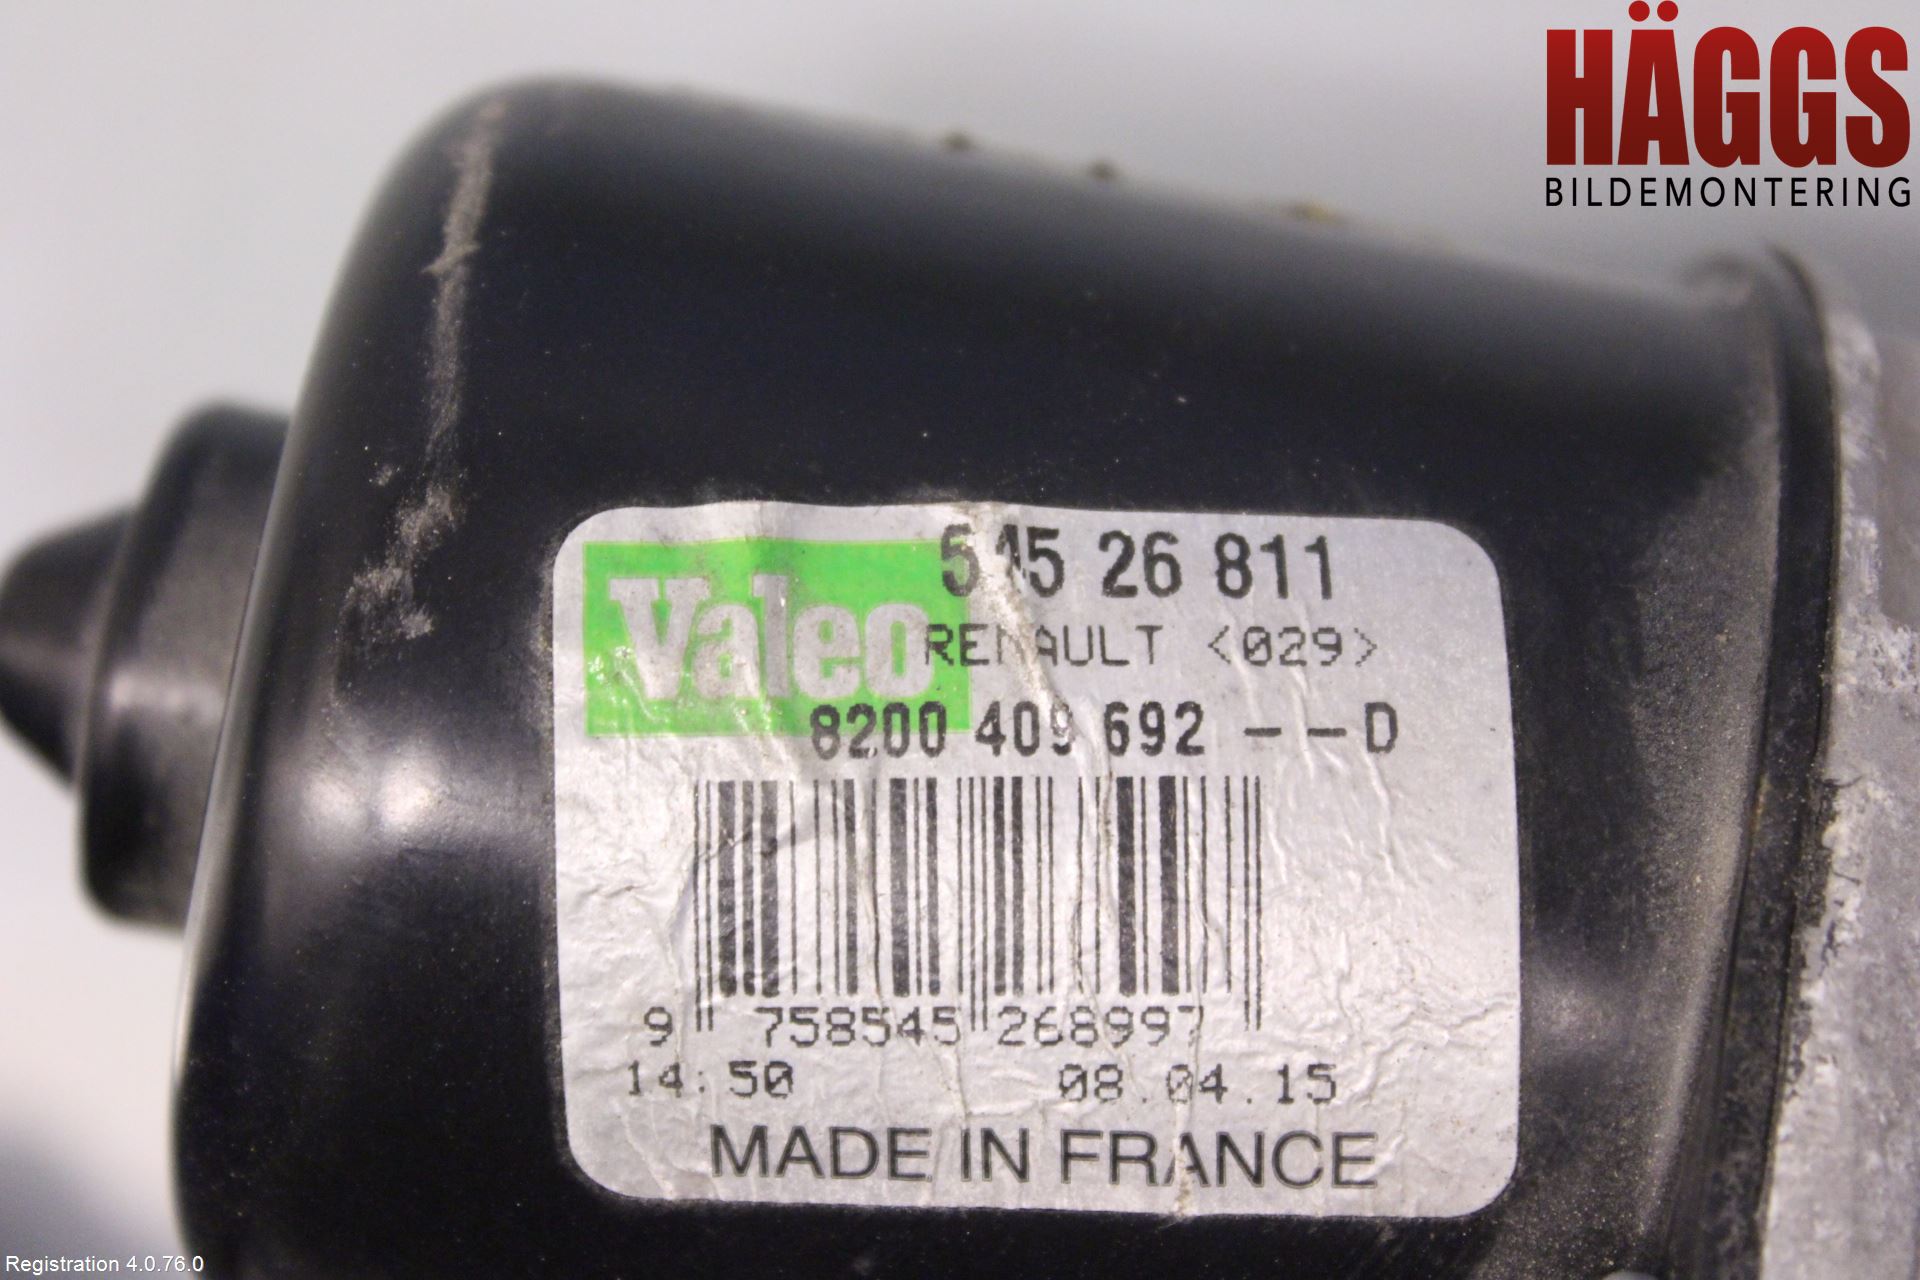 HÄGGS
BILDEMONTERING
545 26 811
Valeo
RENAULT <029>
8200 409 692 --D
9 758545 268997
14:50 08.04.15
MADE IN FRANCE
Registration 4.0.76.0